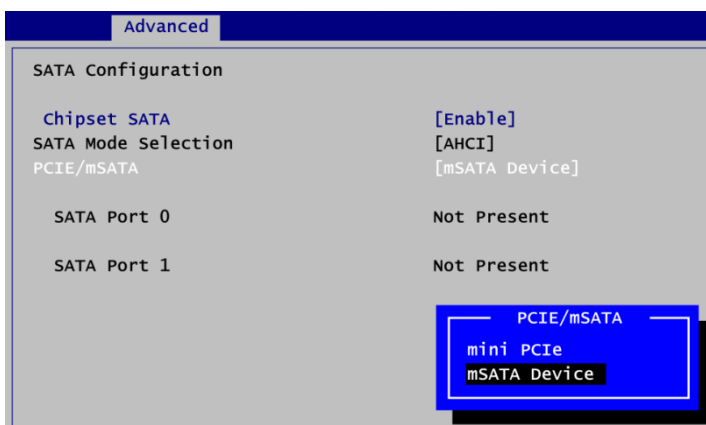 Advanced
SATA Configuration
Chipset SATA [Enable]
SATA Mode Selection [AHCI]
PCIE/mSATA [mSATA Device]
SATA Port 0 Not Present
SATA Port 1 Not Present
PCIE/mSATA
mini PCIe
mSATA Device